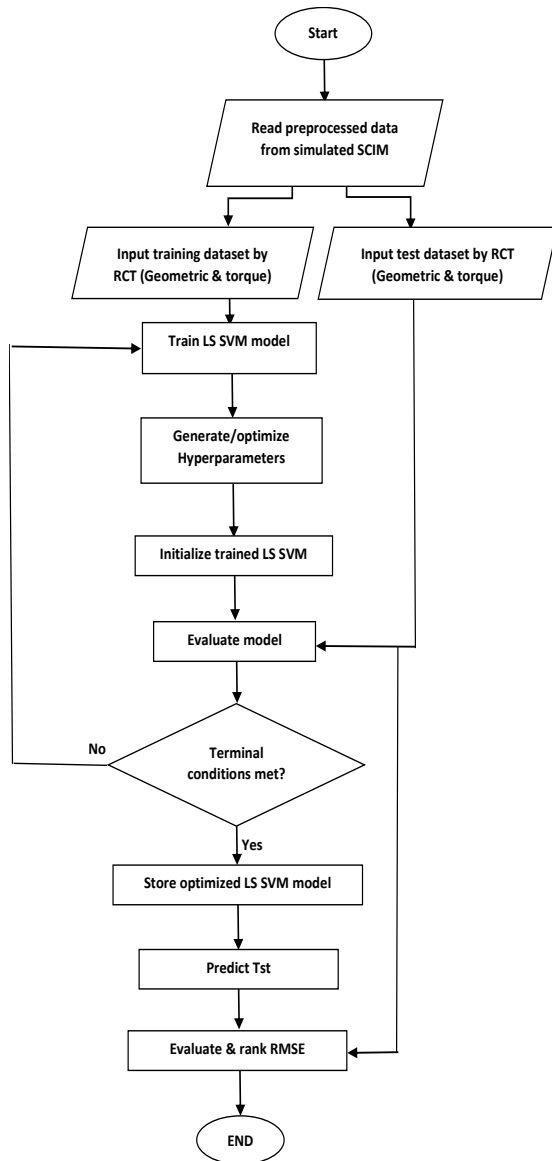 Start
Read preprocessed data
from simulated SCIM
Input training dataset by
RCT (Geometric & torque)
Input test dataset by RCT
(Geometric & torque)
Train LS SVM model
Generate/optimize
Hyperparameters
Initialize trained LS SVM
Evaluate model
No
Terminal
conditions met?
Yes
Store optimized LS SVM model
Predict Tst
Evaluate & rank RMSE
END